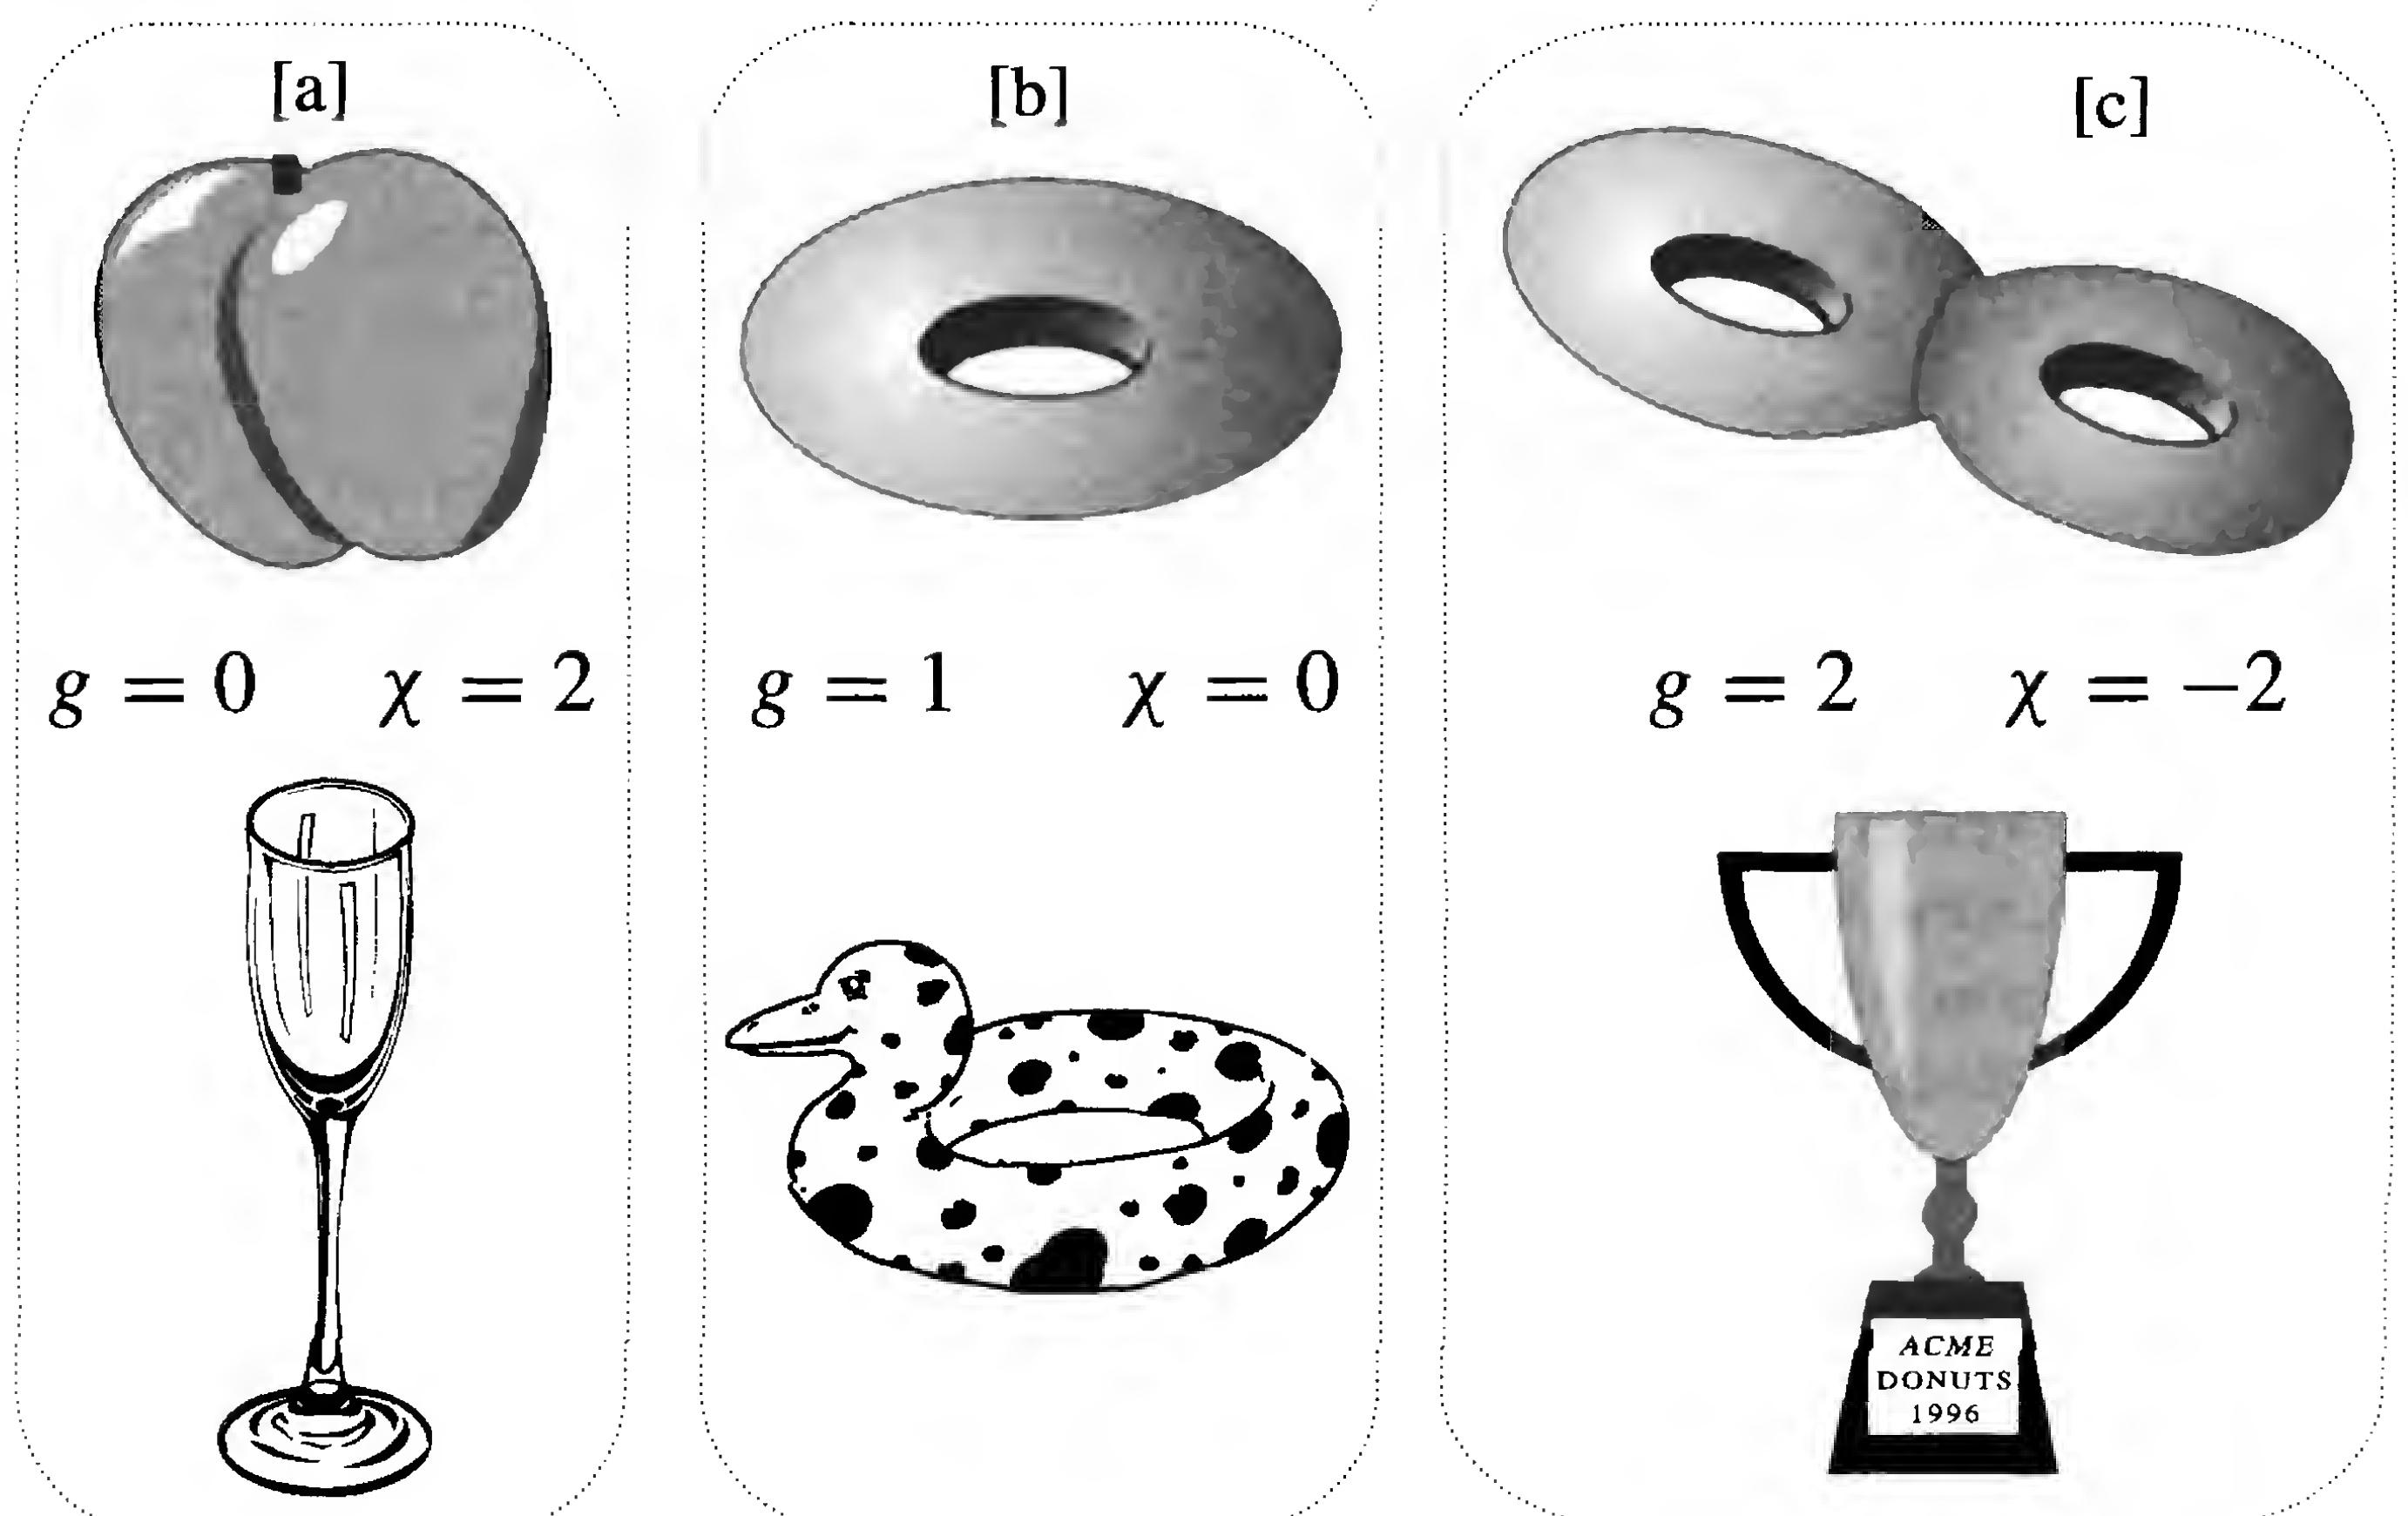 [a]
[b]
[c]
g = 0 χ = 2
g = 1 χ = 0
g = 2 χ = −2
ACME
DONUTS
1996